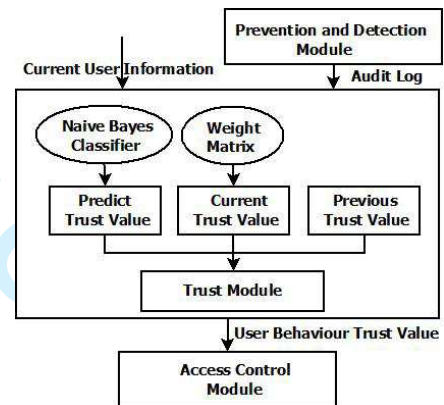 Prevention and Detection
Module
Current User Information
Audit Log
Naive Bayes
Classifier
Weight
Matrix
Predict
Trust Value
Current
Trust Value
Previous
Trust Value
Trust Module
User Behaviour Trust Value
Access Control
Module